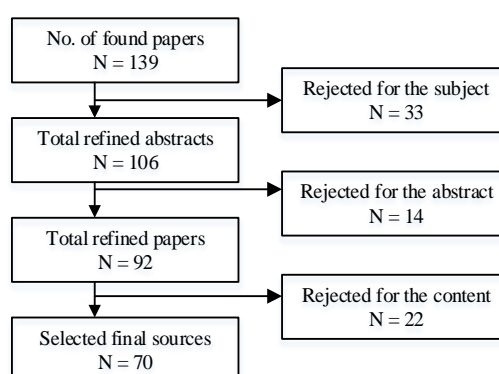 No. of found papers
N = 139
Rejected for the subject
N = 33
Total refined abstracts
N = 106
Rejected for the abstract
N = 14
Total refined papers
N = 92
Rejected for the content
N = 22
Selected final sources
N = 70